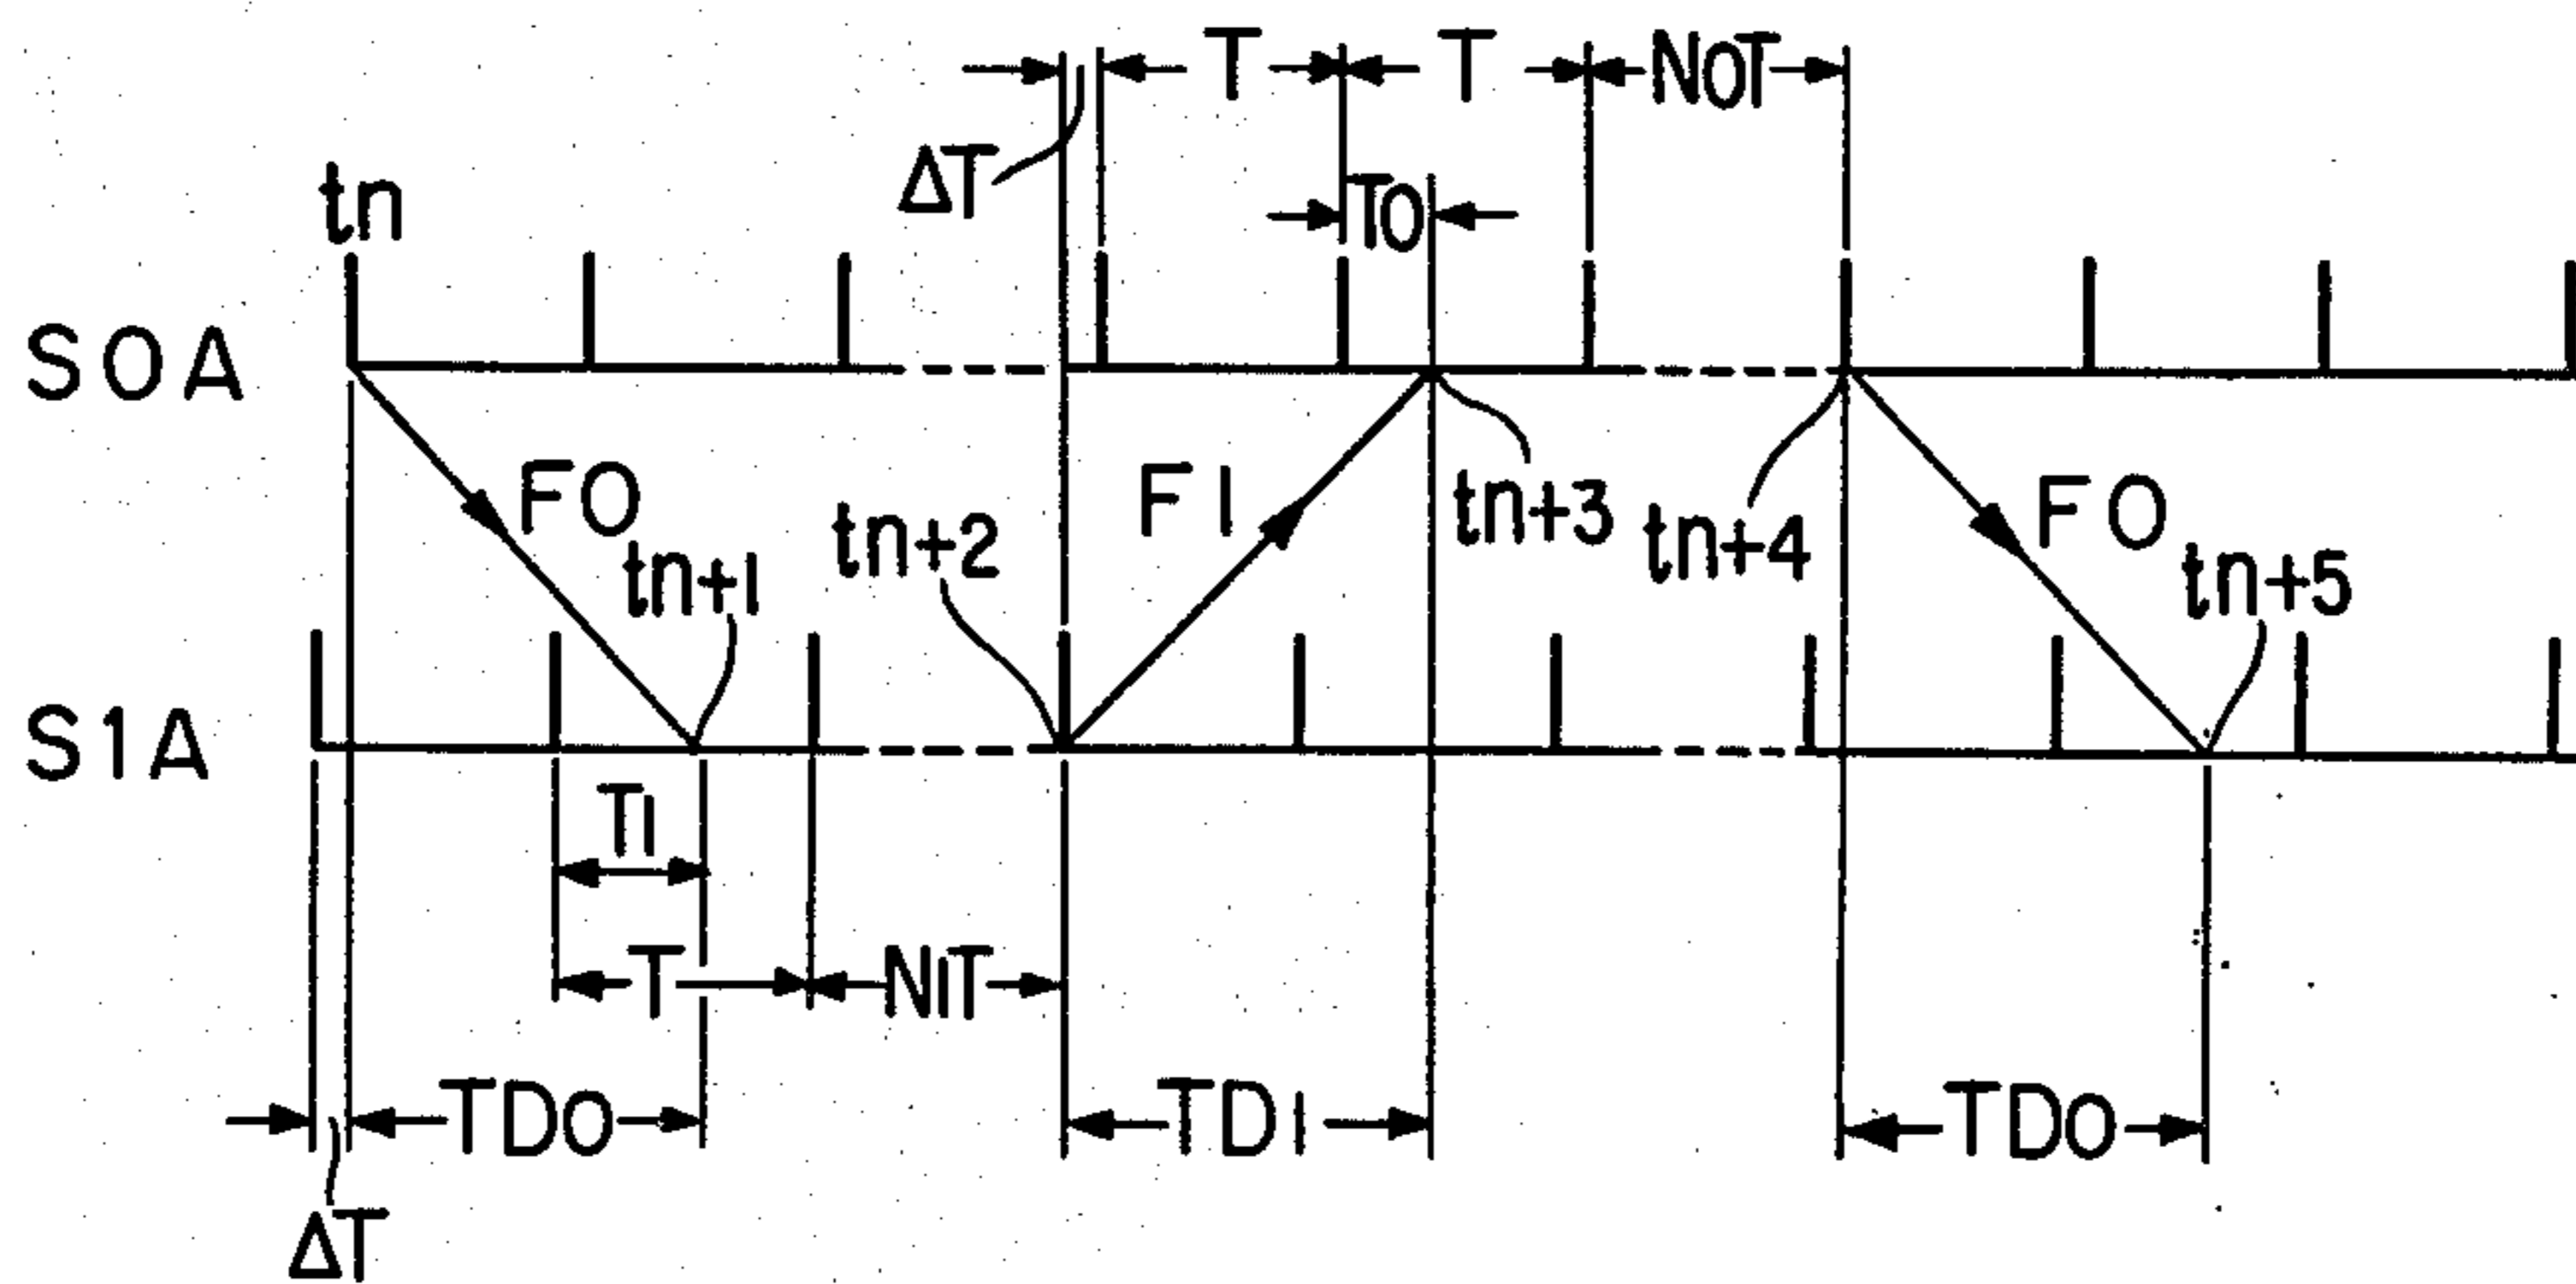 T T N0T
ΔT
T0
tn
S0A
F0 F1 F0
tn+1 tn+2 tn+3 tn+4 tn+5
S1A
T1
T N1T
TD0 TD1 TD0
ΔT